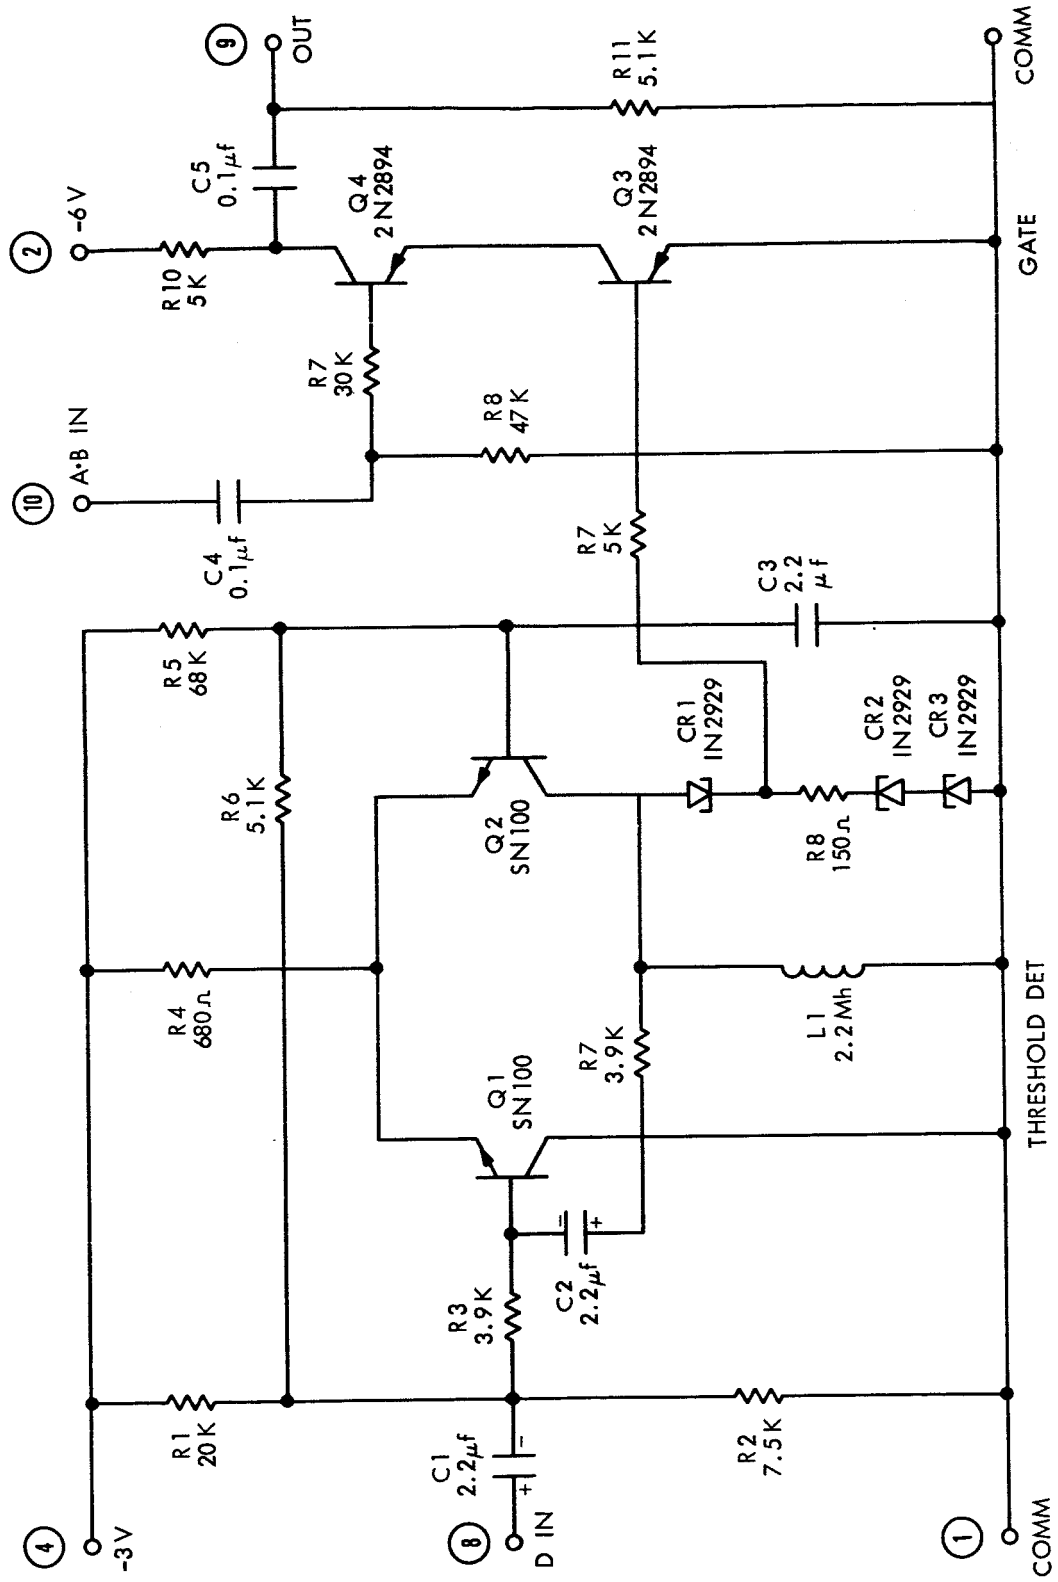 4
-3V
8
D IN
1
COMM
R1
20K
C1
2.2μf
+
-
R2
7.5K
R3
3.9K
C2
2.2μf
-
+
Q1
SN100
R4
680Ω
R7
3.9K
L1
2.2Mh
THRESHOLD DET
R6
5.1K
Q2
SN100
R5
68K
CR1
IN2929
R8
150Ω
CR2
IN2929
CR3
IN2929
C3
2.2
μf
10
A•B IN
C4
0.1μf
R7
30K
R8
47K
R7
5K
2
-6V
R10
5K
C5
0.1μf
Q4
2N2894
Q3
2N2894
GATE
9
OUT
R11
5.1K
COMM